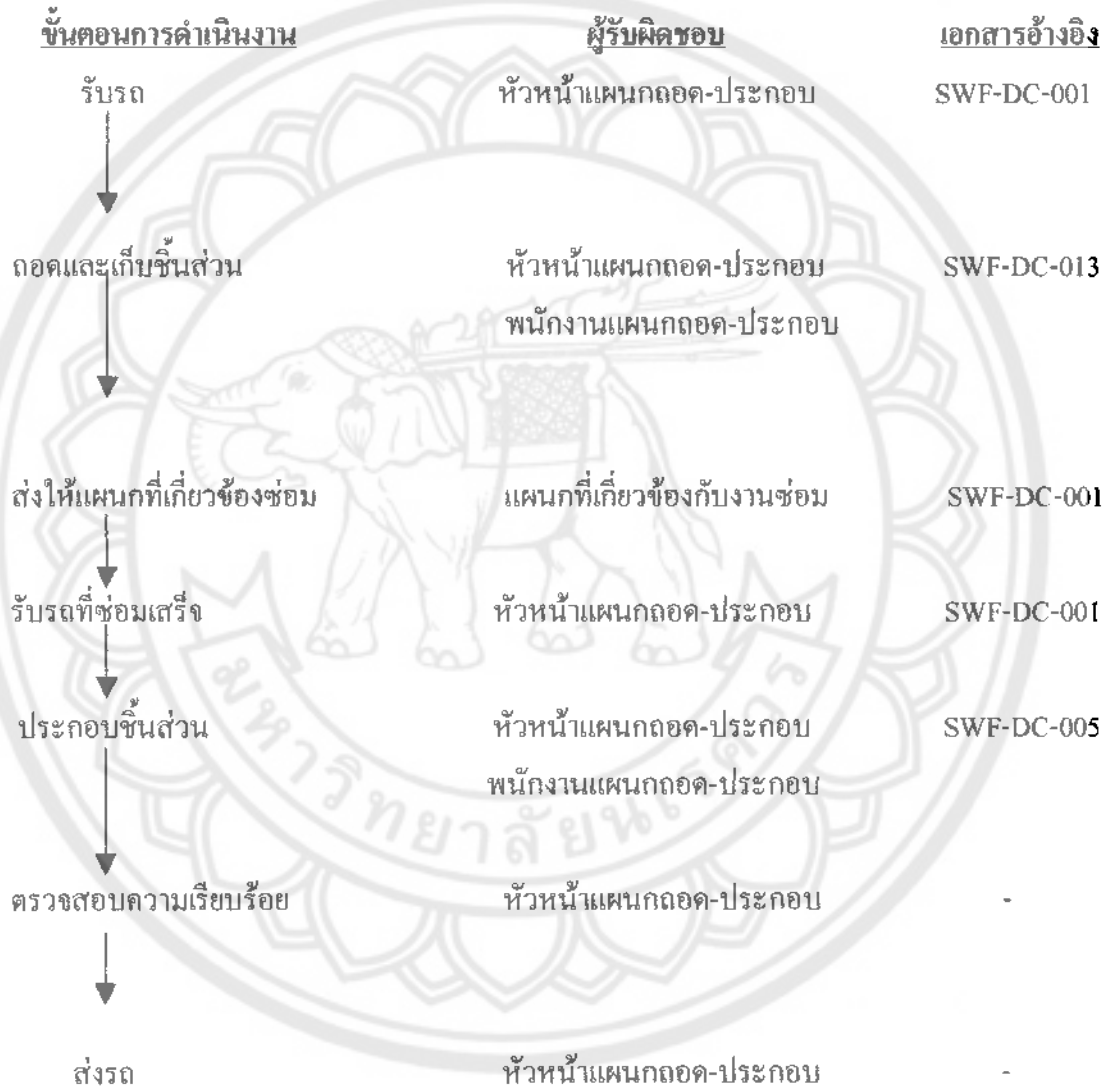 ขั้นตอนการดำเนินงาน ผู้รับผิดชอบ เอกสารอ้างอิง
รับรถ หัวหน้าแผนกถอด-ประกอบ SWF-DC-001
ถอดและเก็บชิ้นส่วน หัวหน้าแผนกถอด-ประกอบ SWF-DC-013
พนักงานแผนกถอด-ประกอบ
ส่งให้แผนกที่เกี่ยวข้องซ่อม แผนกที่เกี่ยวข้องกับงานซ่อม SWF-DC-001
รับรถที่ซ่อมเสร็จ หัวหน้าแผนกถอด-ประกอบ SWF-DC-001
ประกอบชิ้นส่วน หัวหน้าแผนกถอด-ประกอบ SWF-DC-005
พนักงานแผนกถอด-ประกอบ
ตรวจสอบความเรียบร้อย หัวหน้าแผนกถอด-ประกอบ -
ส่งรถ หัวหน้าแผนกถอด-ประกอบ -
มหาวิทยาลัยนเรศวร